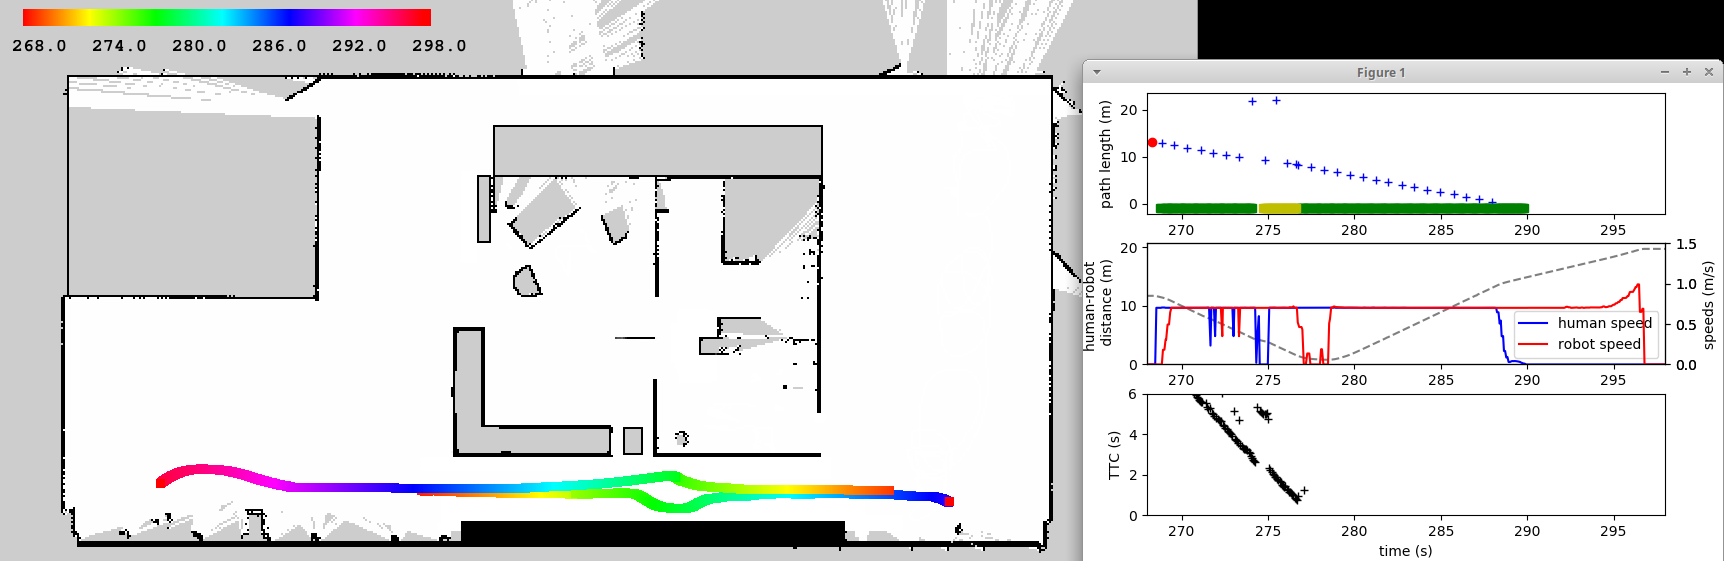 268.0 274.0 280.0 286.0 292.0 298.0
Figure 1
path length (m)
20
10
0
270 275 280 285 290 295
human-robot
distance (m)
20
10
0
1.5
1.0
0.5
0.0
speeds (m/s)
human speed
robot speed
270 275 280 285 290 295
TTC (s)
6
4
2
0
270 275 280 285 290 295
time (s)